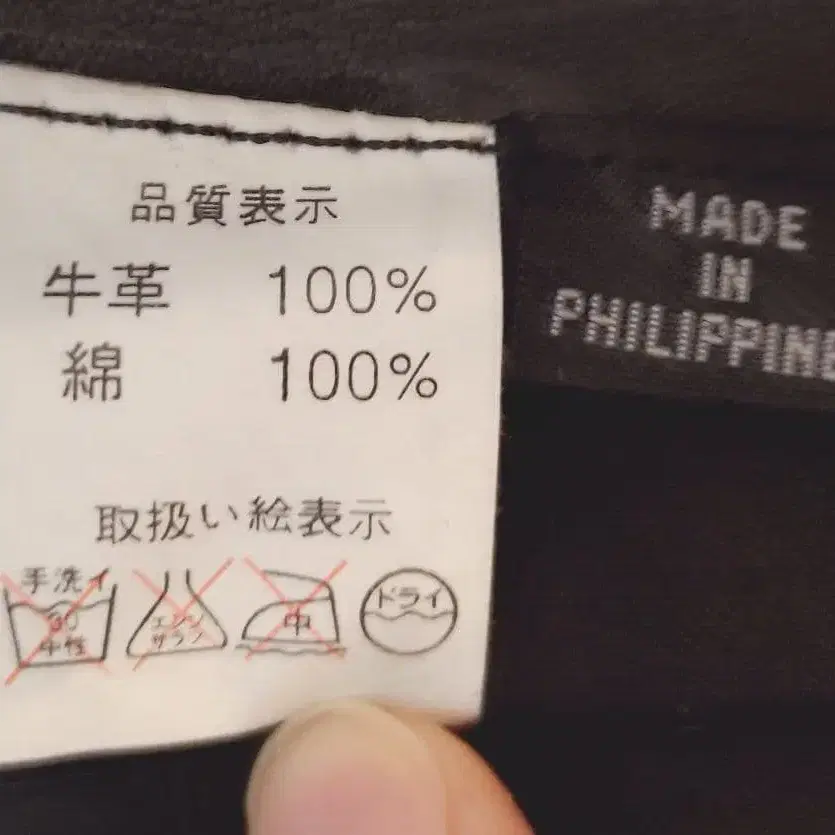 品質表示
牛革 100%
綿 100%
取扱い絵表示
手洗イ
30
中性
エンソ
サラシ
中
ドライ
MADE
IN
PHILIPPINE